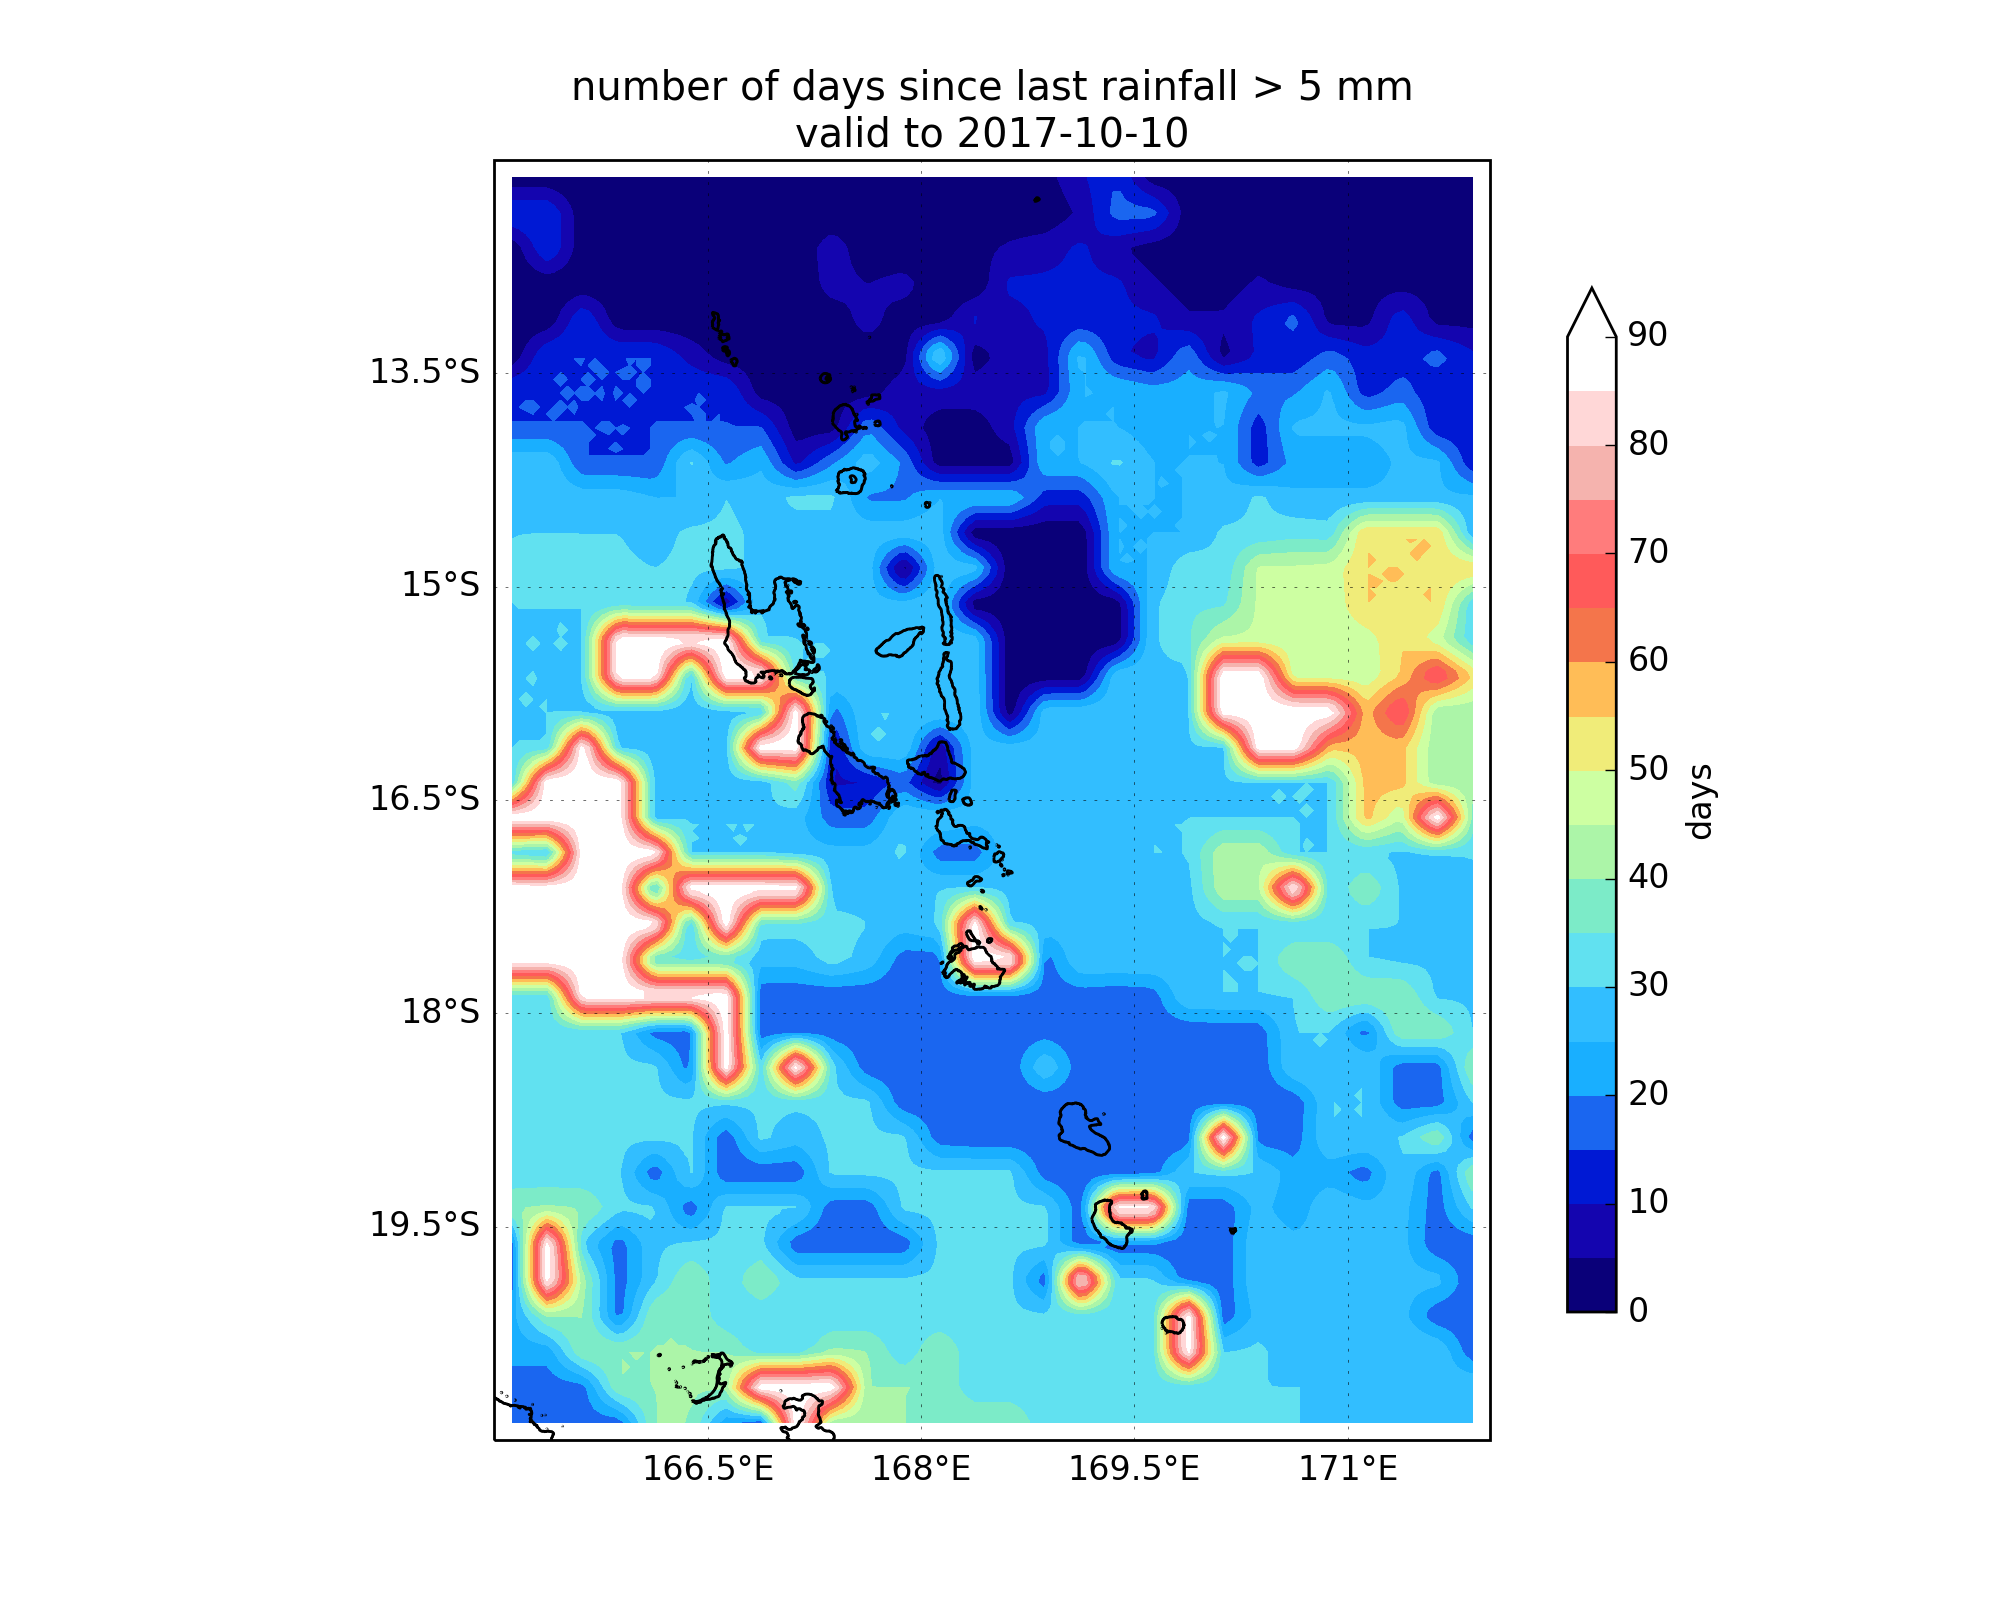 number of days since last rainfall > 5 mm
valid to 2017-10-10
13.5°S
15°S
16.5°S
18°S
19.5°S
166.5°E
168°E
169.5°E
171°E
90
80
70
60
50
40
30
20
10
0
days